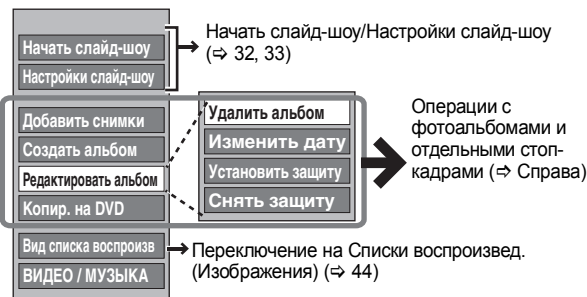 Начать слайд-шоу
Настройки слайд-шоу
Начать слайд-шоу/Настройки слайд-шоу
(⇨ 32, 33)
Добавить снимки
Создать альбом
Редактировать альбом
Копир. на DVD
Удалить альбом
Изменить дату
Установить защиту
Снять защиту
Операции с
фотоальбомами и
отдельными стоп-
кадрами (⇨ Справа)
Вид списка воспроизв
ВИДЕО / МУЗЫКА
Переключение на Списки воспроизвед.
(Изображения) (⇨ 44)